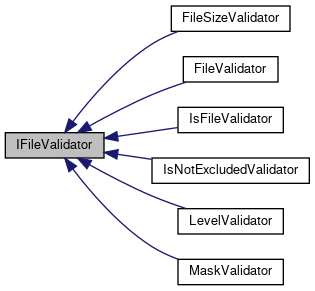 FileSizeValidator
FileValidator
IsFileValidator
IFileValidator
IsNotExcludedValidator
LevelValidator
MaskValidator